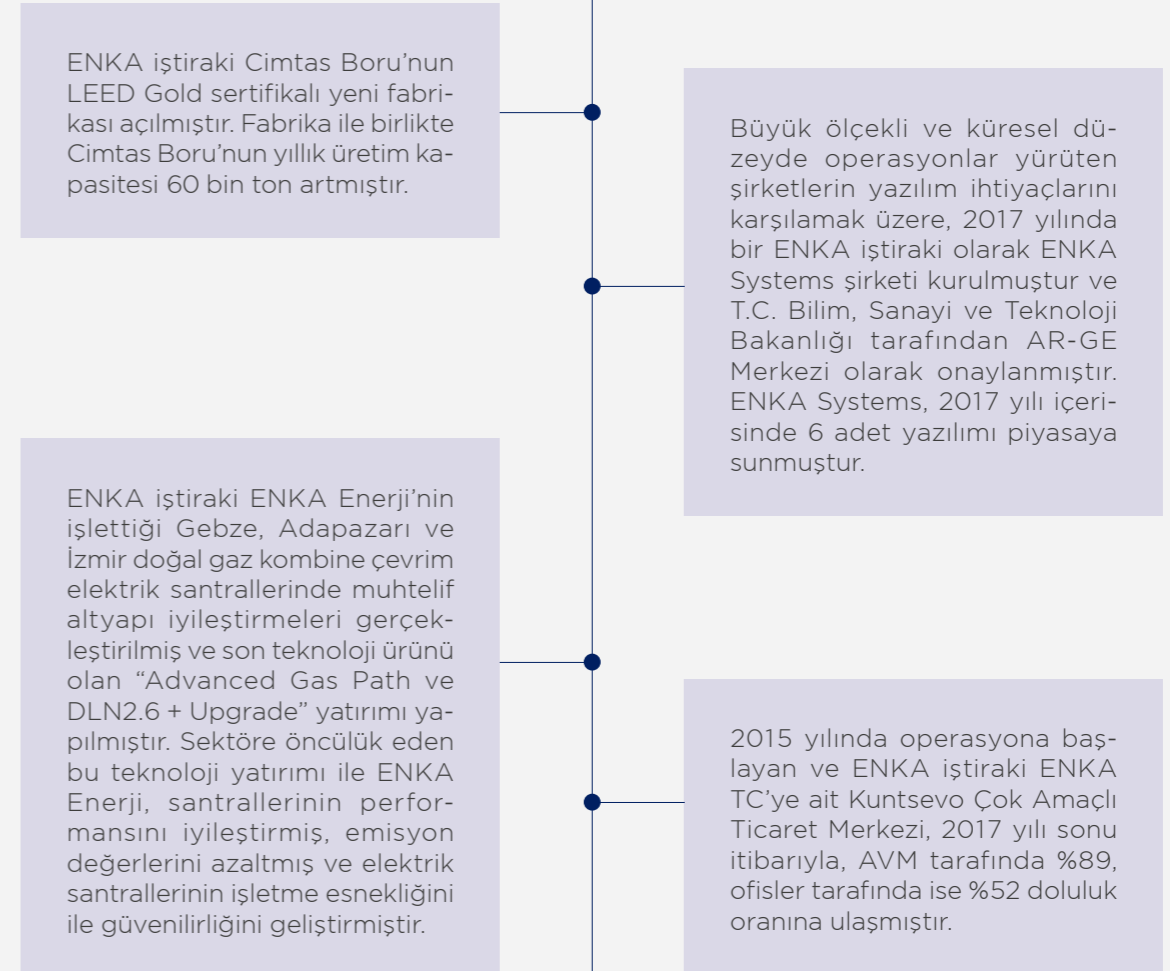 ENKA iştiraki Cimtas Boru’nun
LEED Gold sertifikalı yeni fabri-
kası açılmıştır. Fabrika ile birlikte
Cimtas Boru’nun yıllık üretim ka-
pasitesi 60 bin ton artmıştır.
Büyük ölçekli ve küresel dü-
zeyde operasyonlar yürüten
şirketlerin yazılım ihtiyaçlarını
karşılamak üzere, 2017 yılında
bir ENKA iştiraki olarak ENKA
Systems şirketi kurulmuştur ve
T.C. Bilim, Sanayi ve Teknoloji
Bakanlığı tarafından AR-GE
Merkezi olarak onaylanmıştır.
ENKA Systems, 2017 yılı içeri-
sinde 6 adet yazılımı piyasaya
sunmuştur.
ENKA iştiraki ENKA Enerji’nin
işlettiği Gebze, Adapazarı ve
İzmir doğal gaz kombine çevrim
elektrik santrallerinde muhtelif
altyapı iyileştirmeleri gerçek-
leştirilmiş ve son teknoloji ürünü
olan “Advanced Gas Path ve
DLN2.6 + Upgrade” yatırımı ya-
pılmıştır. Sektöre öncülük eden
bu teknoloji yatırımı ile ENKA
Enerji, santrallerinin perfor-
mansını iyileştirmiş, emisyon
değerlerini azaltmış ve elektrik
santrallerinin işletme esnekliğini
ile güvenilirliğini geliştirmiştir.
2015 yılında operasyona baş-
layan ve ENKA iştiraki ENKA
TC’ye ait Kuntsevo Çok Amaçlı
Ticaret Merkezi, 2017 yılı sonu
itibarıyla, AVM tarafında %89,
ofisler tarafında ise %52 doluluk
oranına ulaşmıştır.